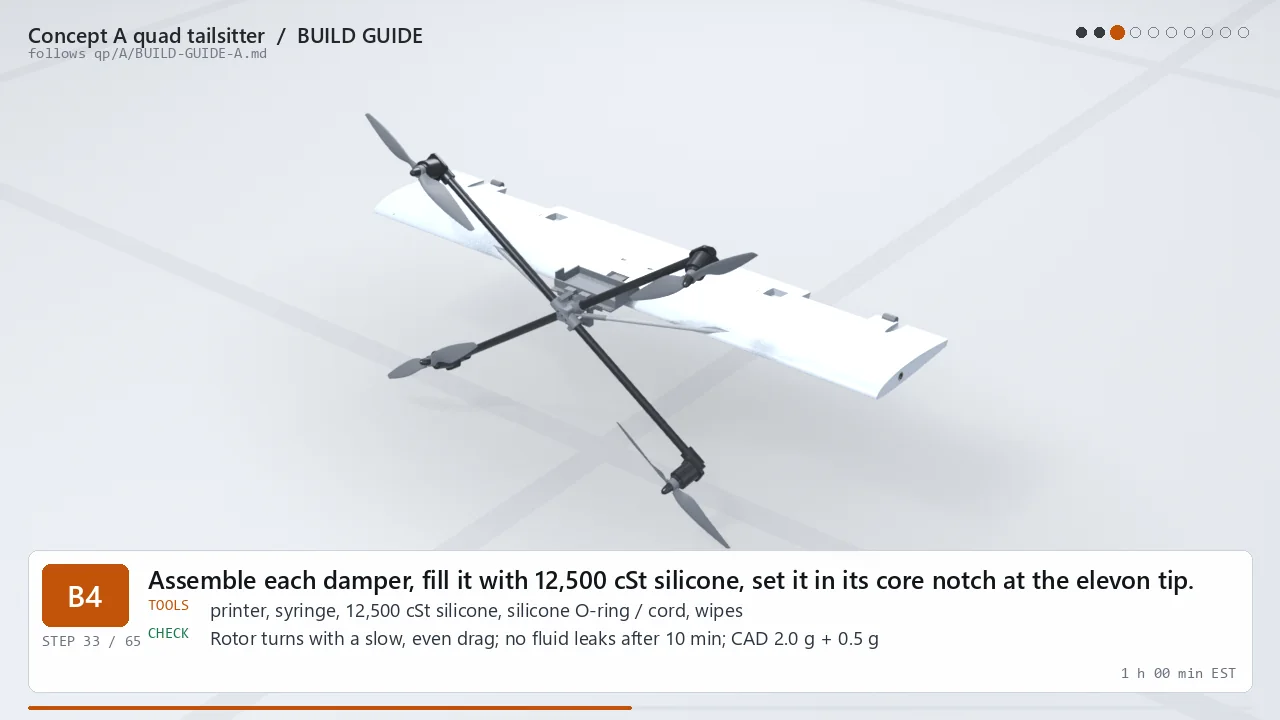 Concept A quad tailsitter / BUILD GUIDE
follows qp/A/BUILD-GUIDE-A.md
B4
Assemble each damper, fill it with 12,500 cSt silicone, set it in its core notch at the elevon tip.
TOOLS printer, syringe, 12,500 cSt silicone, silicone O-ring / cord, wipes
STEP 33 / 65
CHECK Rotor turns with a slow, even drag; no fluid leaks after 10 min; CAD 2.0 g + 0.5 g
1 h 00 min EST